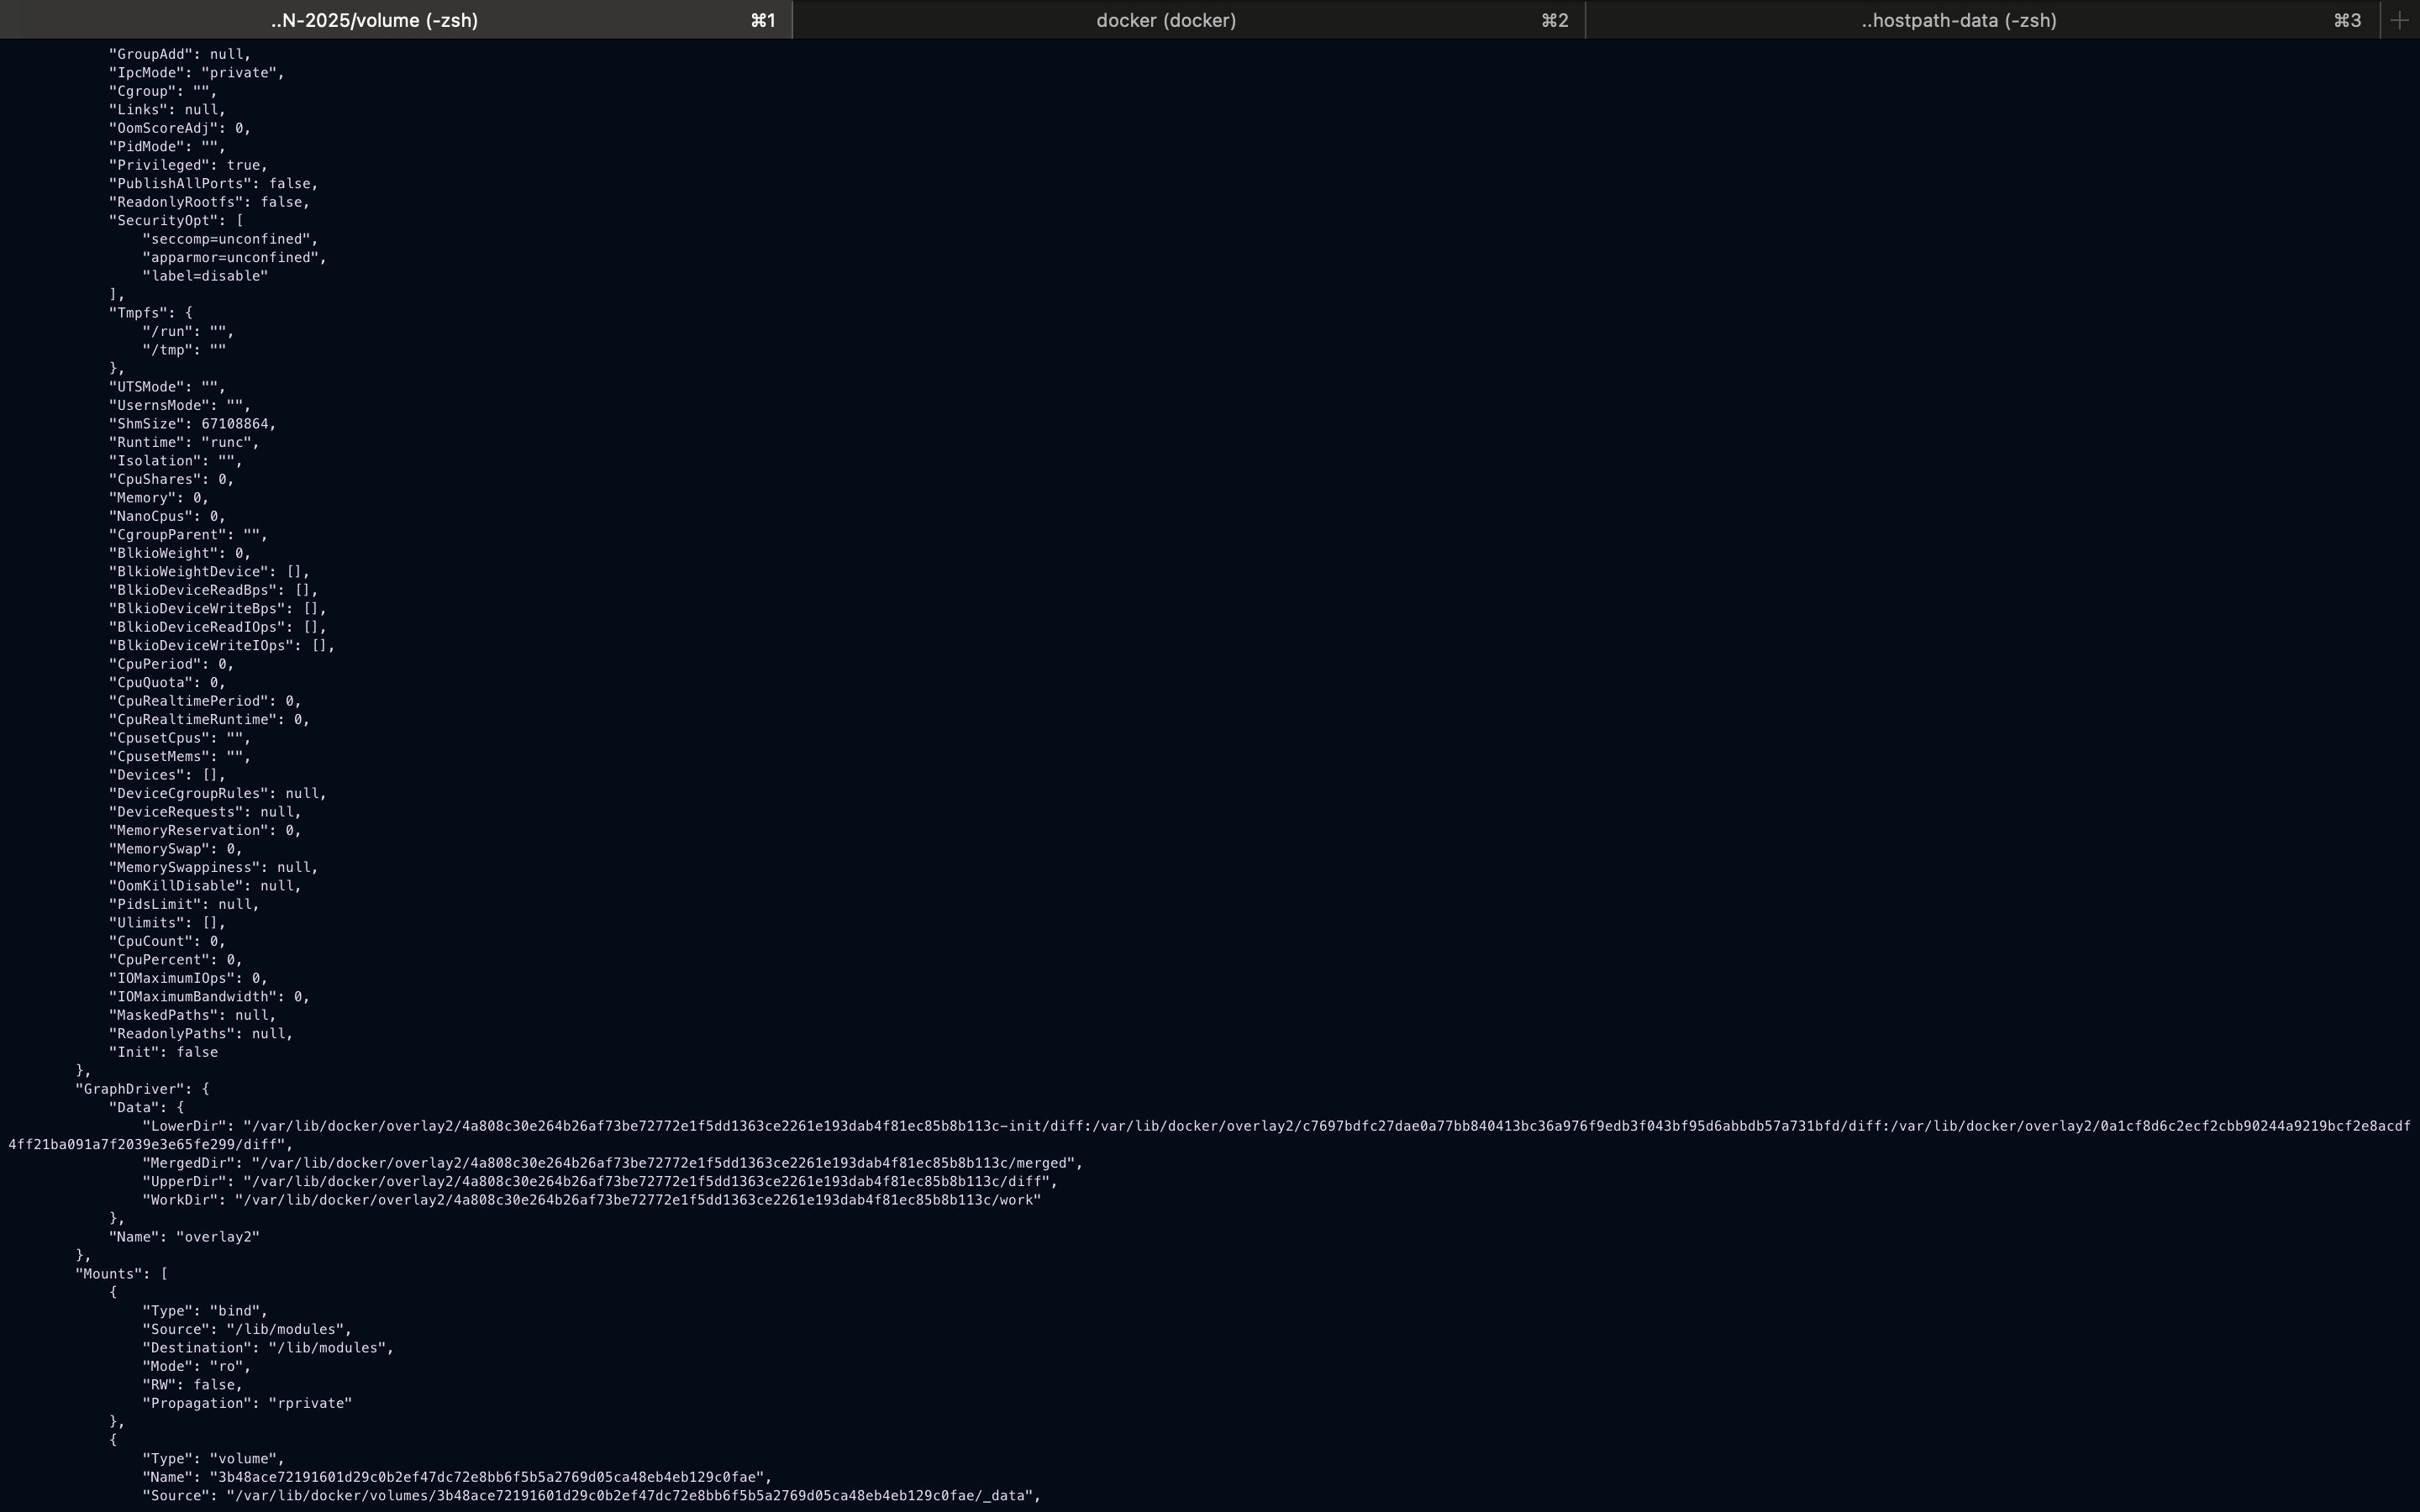 ..N-2025/volume (-zsh) ⌘1 docker (docker) ⌘2 ..hostpath-data (-zsh) ⌘3 +
"GroupAdd": null,
"IpcMode": "private",
"Cgroup": "",
"Links": null,
"OomScoreAdj": 0,
"PidMode": "",
"Privileged": true,
"PublishAllPorts": false,
"ReadonlyRootfs": false,
"SecurityOpt": [
"seccomp=unconfined",
"apparmor=unconfined",
"label=disable"
],
"Tmpfs": {
"/run": "",
"/tmp": ""
},
"UTSMode": "",
"UsernsMode": "",
"ShmSize": 67108864,
"Runtime": "runc",
"Isolation": "",
"CpuShares": 0,
"Memory": 0,
"NanoCpus": 0,
"CgroupParent": "",
"BlkioWeight": 0,
"BlkioWeightDevice": [],
"BlkioDeviceReadBps": [],
"BlkioDeviceWriteBps": [],
"BlkioDeviceReadIOps": [],
"BlkioDeviceWriteIOps": [],
"CpuPeriod": 0,
"CpuQuota": 0,
"CpuRealtimePeriod": 0,
"CpuRealtimeRuntime": 0,
"CpusetCpus": "",
"CpusetMems": "",
"Devices": [],
"DeviceCgroupRules": null,
"DeviceRequests": null,
"MemoryReservation": 0,
"MemorySwap": 0,
"MemorySwappiness": null,
"OomKillDisable": null,
"PidsLimit": null,
"Ulimits": [],
"CpuCount": 0,
"CpuPercent": 0,
"IOMaximumIOps": 0,
"IOMaximumBandwidth": 0,
"MaskedPaths": null,
"ReadonlyPaths": null,
"Init": false
},
"GraphDriver": {
"Data": {
"LowerDir": "/var/lib/docker/overlay2/4a808c30e264b26af73be72772e1f5dd1363ce2261e193dab4f81ec85b8b113c-init/diff:/var/lib/docker/overlay2/c7697bdfc27dae0a77bb840413bc36a976f9edb3f043bf95d6abbdb57a731bfd/diff:/var/lib/docker/overlay2/0a1cf8d6c2ecf2cbb90244a9219bcf2e8acdf
4ff21ba091a7f2039e3e65fe299/diff",
"MergedDir": "/var/lib/docker/overlay2/4a808c30e264b26af73be72772e1f5dd1363ce2261e193dab4f81ec85b8b113c/merged",
"UpperDir": "/var/lib/docker/overlay2/4a808c30e264b26af73be72772e1f5dd1363ce2261e193dab4f81ec85b8b113c/diff",
"WorkDir": "/var/lib/docker/overlay2/4a808c30e264b26af73be72772e1f5dd1363ce2261e193dab4f81ec85b8b113c/work"
},
"Name": "overlay2"
},
"Mounts": [
{
"Type": "bind",
"Source": "/lib/modules",
"Destination": "/lib/modules",
"Mode": "ro",
"RW": false,
"Propagation": "rprivate"
},
{
"Type": "volume",
"Name": "3b48ace72191601d29c0b2ef47dc72e8bb6f5b5a2769d05ca48eb4eb129c0fae",
"Source": "/var/lib/docker/volumes/3b48ace72191601d29c0b2ef47dc72e8bb6f5b5a2769d05ca48eb4eb129c0fae/_data",